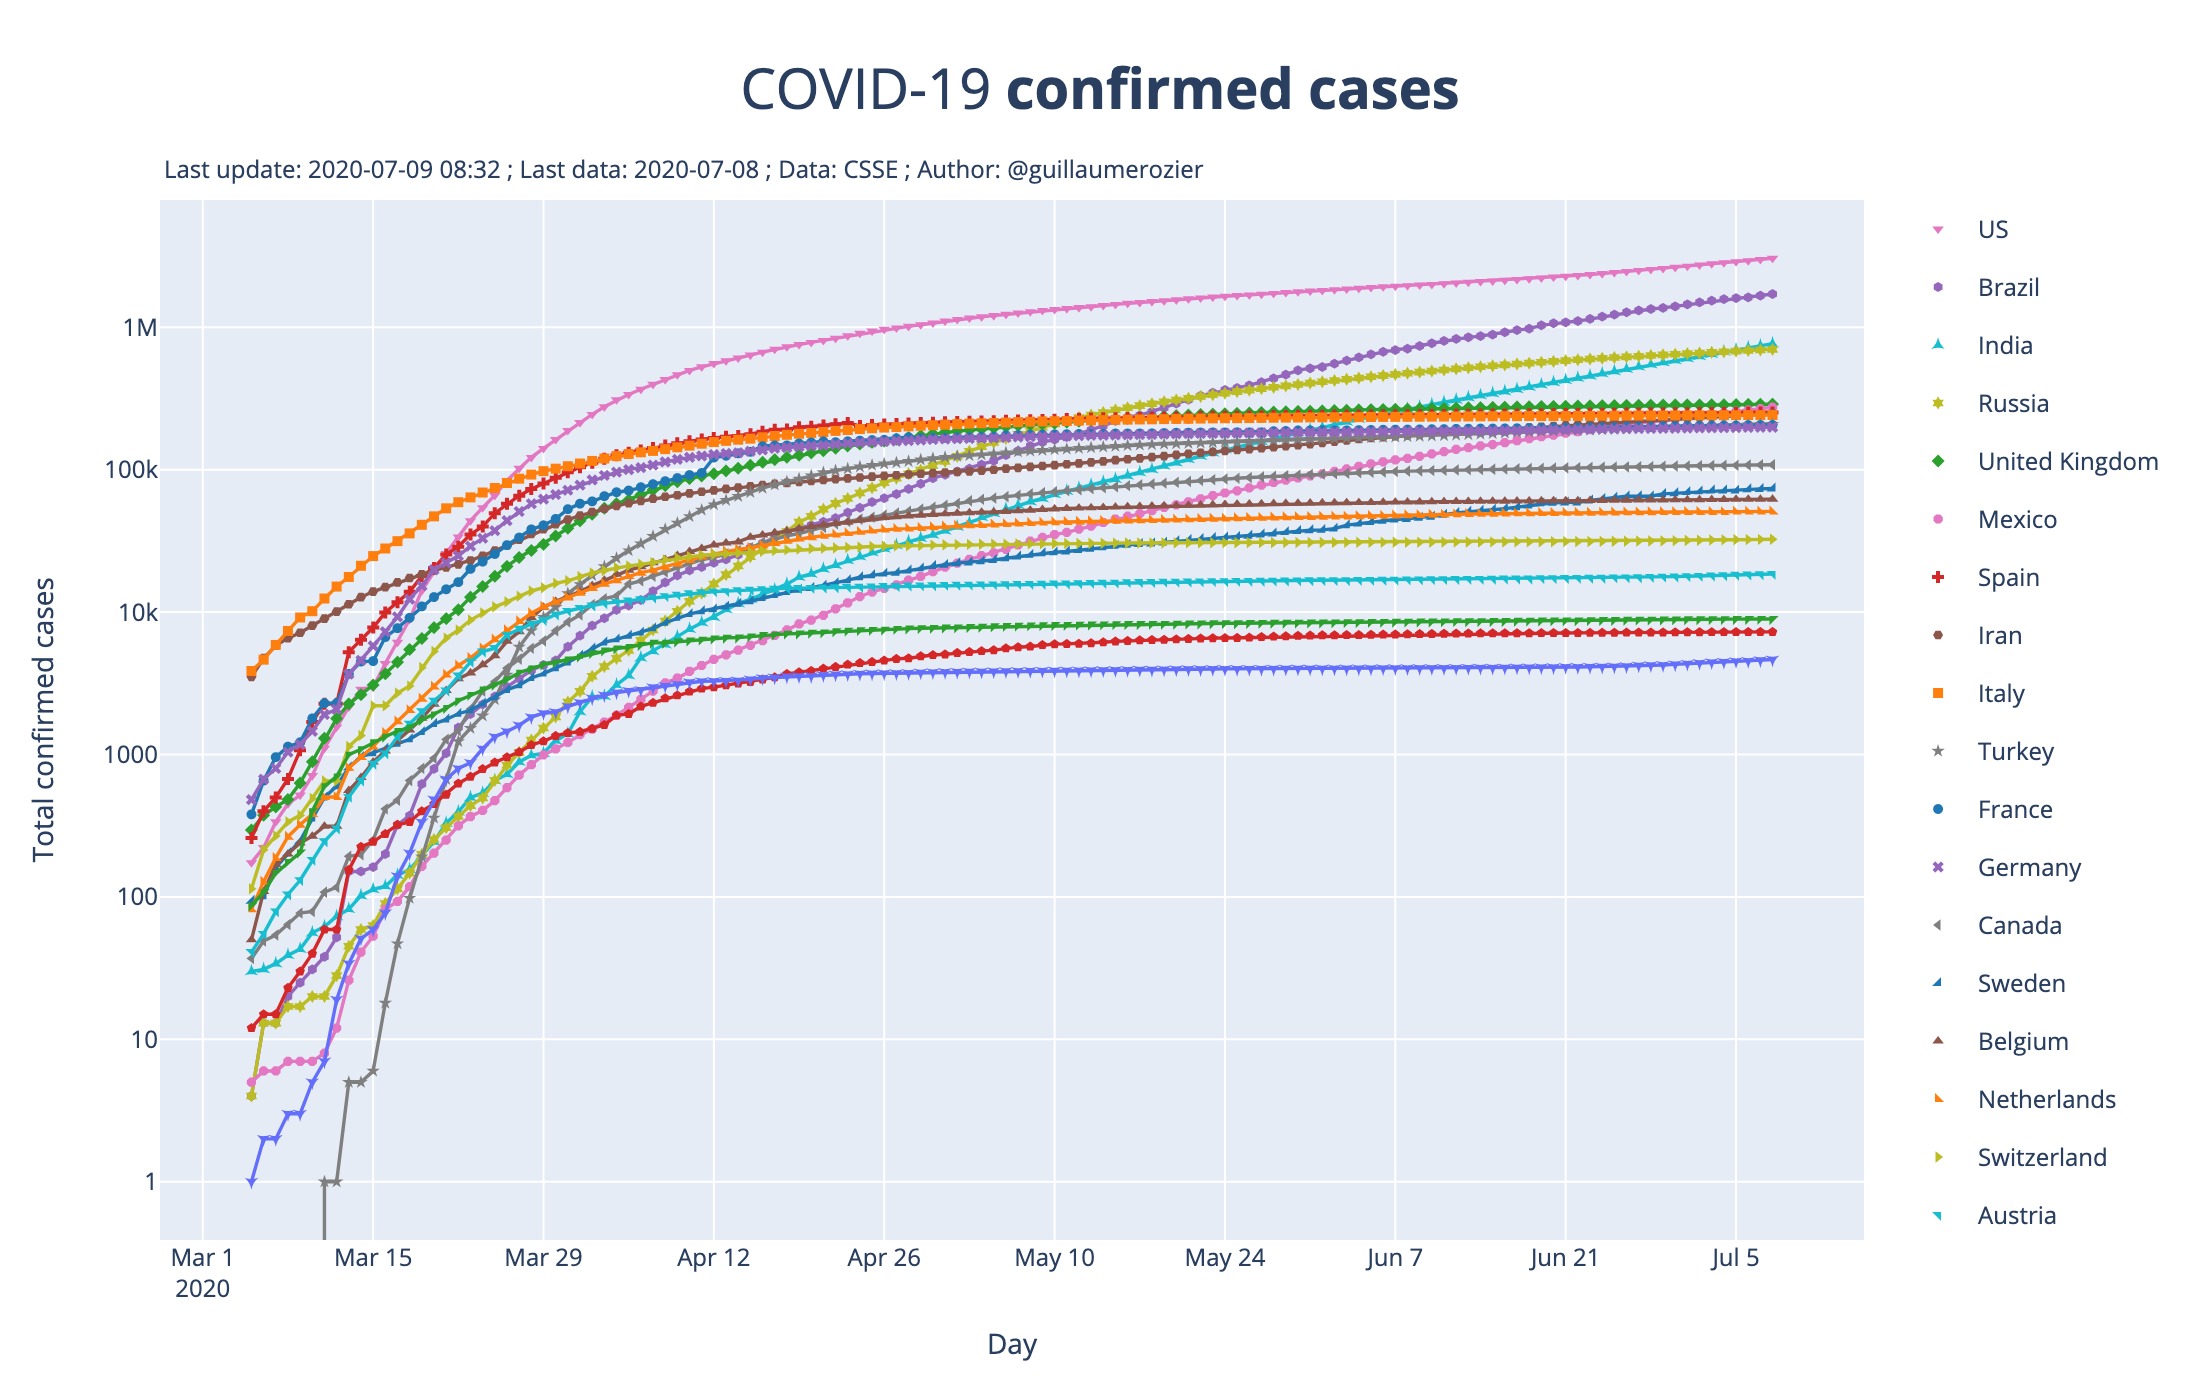 COVID-19 confirmed cases
Last update: 2020-07-09 08:32 ; Last data: 2020-07-08 ; Data: CSSE ; Author: @guillaumerozier
US
Brazil
India
Russia
United Kingdom
Mexico
Spain
Iran
Italy
Turkey
France
Germany
Canada
Sweden
Belgium
Netherlands
Switzerland
Austria
Total confirmed cases
1M
100k
10k
1000
100
10
1
Mar 1
2020
Mar 15
Mar 29
Apr 12
Apr 26
May 10
May 24
Jun 7
Jun 21
Jul 5
Day